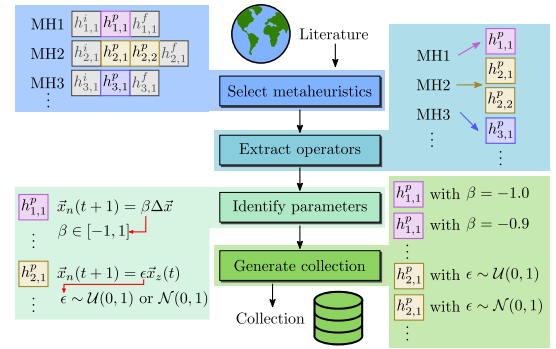 MH1 h^i_{1,1} h^p_{1,1} h^f_{1,1}
MH2 h^i_{2,1} h^p_{2,1} h^p_{2,2} h^f_{2,1}
MH3 h^i_{3,1} h^p_{3,1} h^f_{3,1}
⋮
Literature
Select metaheuristics
Extract operators
Identify parameters
Generate collection
Collection
MH1 h^p_{1,1}
h^p_{2,1}
MH2
h^p_{2,2}
MH3
h^p_{3,1}
⋮ ⋮
h^p_{1,1} x⃗_n(t+1) = βΔx⃗
⋮ β ∈ [−1, 1]
h^p_{2,1} x⃗_n(t+1) = εx⃗_z(t)
⋮ ε ∼ 𝒰(0, 1) or 𝒩(0, 1)
h^p_{1,1} with β = −1.0
h^p_{1,1} with β = −0.9
⋮
h^p_{2,1} with ε ∼ 𝒰(0, 1)
h^p_{2,1} with ε ∼ 𝒩(0, 1)
⋮